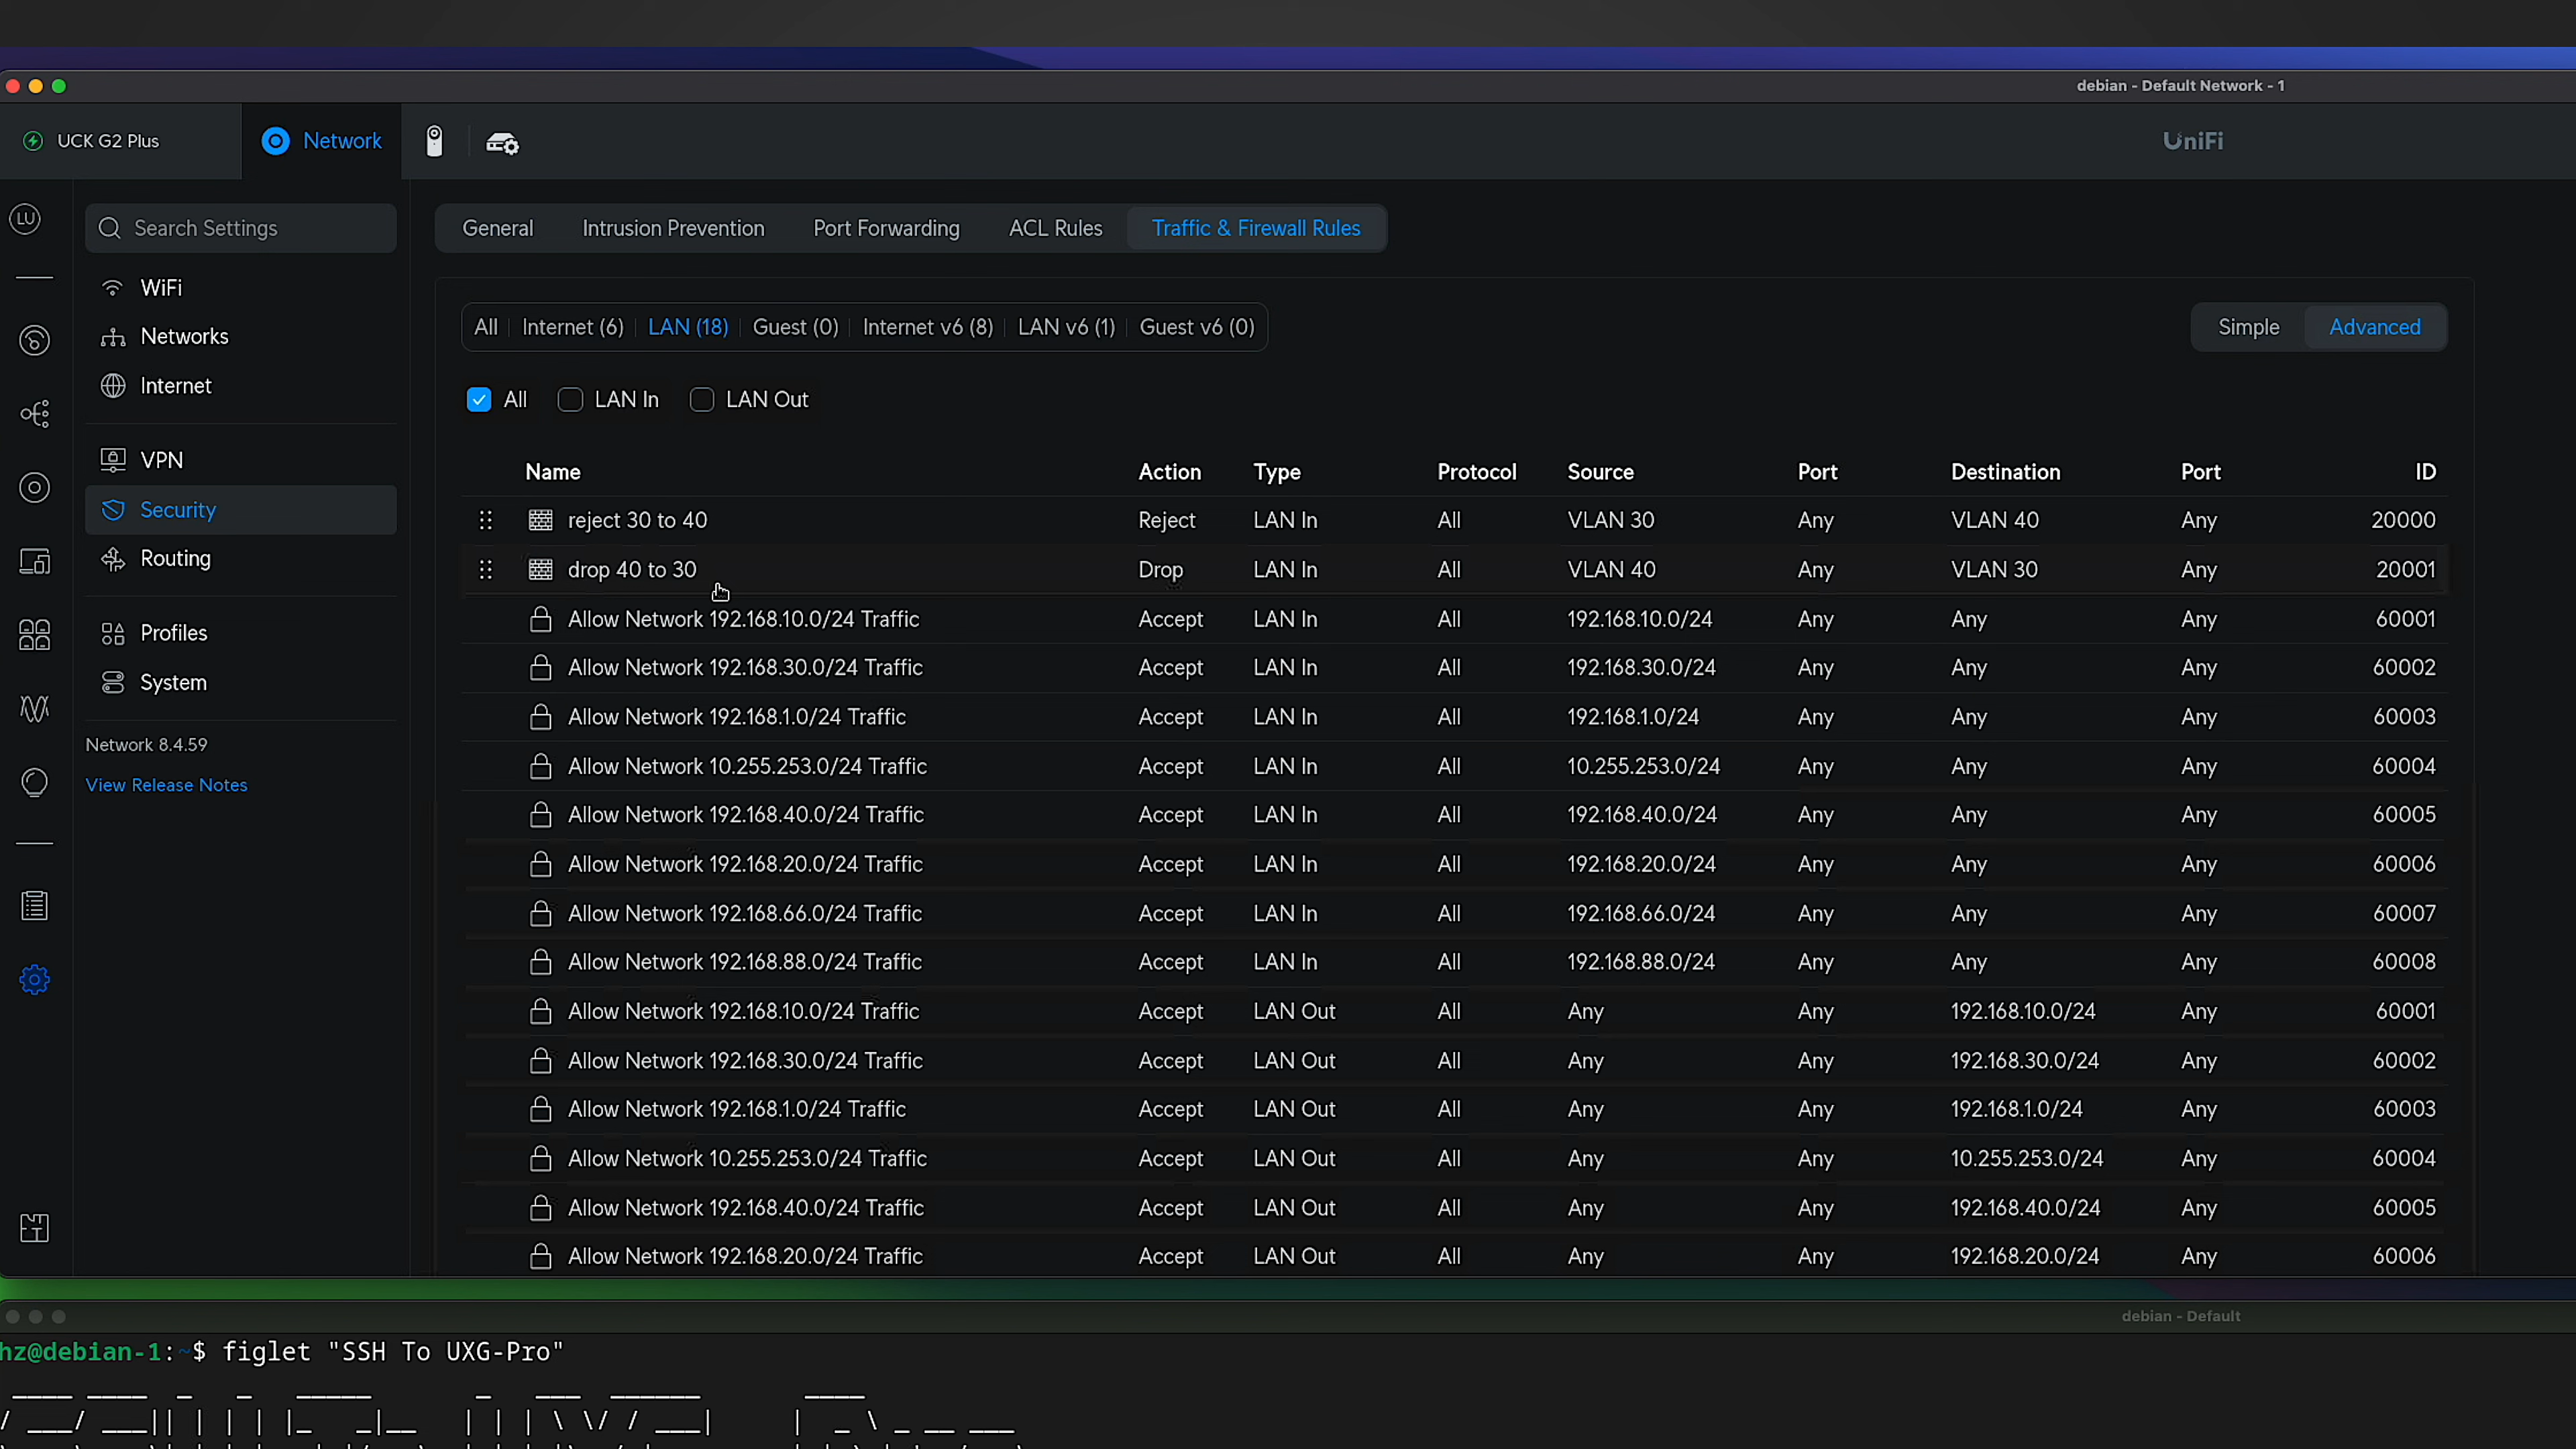 debian - Default Network - 1
UCK G2 Plus
Network
UniFi
LU
Search Settings
General
Intrusion Prevention
Port Forwarding
ACL Rules
Traffic & Firewall Rules
WiFi
Networks
Internet
VPN
Security
Routing
Profiles
System
Network 8.4.59
View Release Notes
All Internet (6) LAN (18) Guest (0) Internet v6 (8) LAN v6 (1) Guest v6 (0)
Simple Advanced
All LAN In LAN Out
Name Action Type Protocol Source Port Destination Port ID
reject 30 to 40 Reject LAN In All VLAN 30 Any VLAN 40 Any 20000
drop 40 to 30 Drop LAN In All VLAN 40 Any VLAN 30 Any 20001
Allow Network 192.168.10.0/24 Traffic Accept LAN In All 192.168.10.0/24 Any Any Any 60001
Allow Network 192.168.30.0/24 Traffic Accept LAN In All 192.168.30.0/24 Any Any Any 60002
Allow Network 192.168.1.0/24 Traffic Accept LAN In All 192.168.1.0/24 Any Any Any 60003
Allow Network 10.255.253.0/24 Traffic Accept LAN In All 10.255.253.0/24 Any Any Any 60004
Allow Network 192.168.40.0/24 Traffic Accept LAN In All 192.168.40.0/24 Any Any Any 60005
Allow Network 192.168.20.0/24 Traffic Accept LAN In All 192.168.20.0/24 Any Any Any 60006
Allow Network 192.168.66.0/24 Traffic Accept LAN In All 192.168.66.0/24 Any Any Any 60007
Allow Network 192.168.88.0/24 Traffic Accept LAN In All 192.168.88.0/24 Any Any Any 60008
Allow Network 192.168.10.0/24 Traffic Accept LAN Out All Any Any 192.168.10.0/24 Any 60001
Allow Network 192.168.30.0/24 Traffic Accept LAN Out All Any Any 192.168.30.0/24 Any 60002
Allow Network 192.168.1.0/24 Traffic Accept LAN Out All Any Any 192.168.1.0/24 Any 60003
Allow Network 10.255.253.0/24 Traffic Accept LAN Out All Any Any 10.255.253.0/24 Any 60004
Allow Network 192.168.40.0/24 Traffic Accept LAN Out All Any Any 192.168.40.0/24 Any 60005
Allow Network 192.168.20.0/24 Traffic Accept LAN Out All Any Any 192.168.20.0/24 Any 60006
debian - Default
hz@debian-1:~$ figlet "SSH To UXG-Pro"